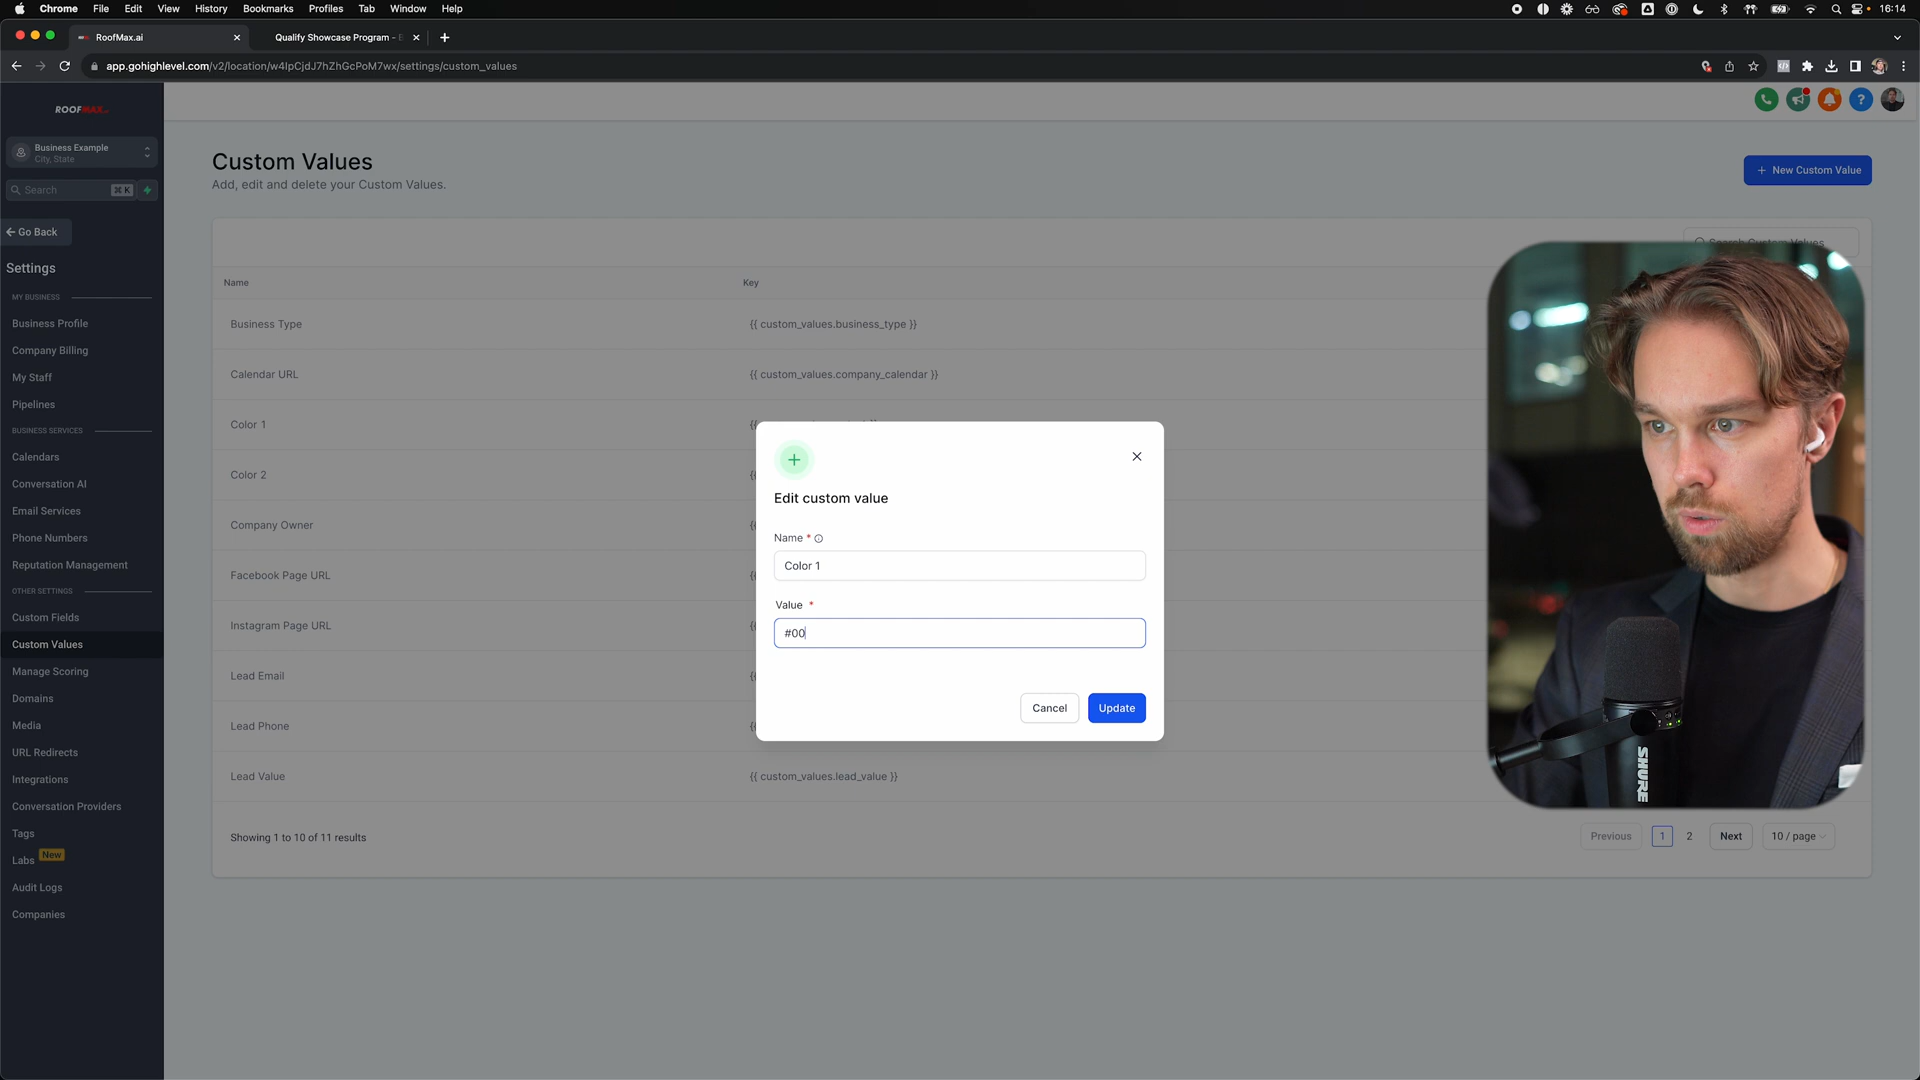 Chrome File Edit View History Bookmarks Profiles Tab Window Help 16:14
RoofMax.ai Qualify Showcase Program -
app.gohighlevel.com/v2/location/w4IpCjdJ7hZhGcPoM7wx/settings/custom_values
ROOFMAX
Business Example
City, State
Search ⌘ K
Go Back
Settings
MY BUSINESS
Business Profile
Company Billing
My Staff
Pipelines
BUSINESS SERVICES
Calendars
Conversation AI
Email Services
Phone Numbers
Reputation Management
OTHER SETTINGS
Custom Fields
Custom Values
Manage Scoring
Domains
Media
URL Redirects
Integrations
Conversation Providers
Tags
Labs New
Audit Logs
Companies
Custom Values
Add, edit and delete your Custom Values.
+ New Custom Value
Search Custom Values
Name Key
Business Type {{ custom_values.business_type }}
Calendar URL {{ custom_values.company_calendar }}
Color 1 {{
Color 2 {{
Company Owner {{
Facebook Page URL {{
Instagram Page URL {{
Lead Email {{
Lead Phone {{
Lead Value {{ custom_values.lead_value }}
Showing 1 to 10 of 11 results
Previous 1 2 Next 10 / page
Edit custom value
Name *
Color 1
Value *
#00
Cancel Update
SHURE